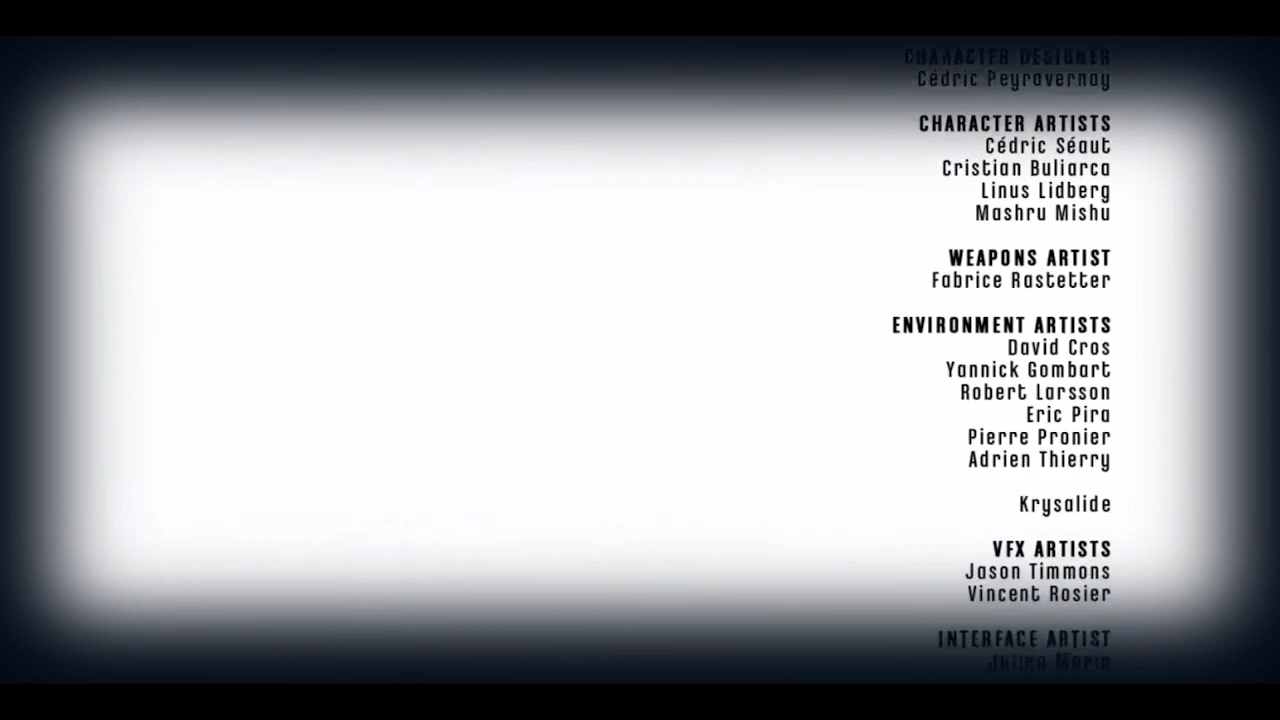 CHARACTER DESIGNER
Cédric Peyravernay
CHARACTER ARTISTS
Cédric Séaut
Cristian Buliarca
Linus Lidberg
Mashru Mishu
WEAPONS ARTIST
Fabrice Rastetter
ENVIRONMENT ARTISTS
David Cros
Yannick Gombart
Robert Larsson
Eric Pira
Pierre Pronier
Adrien Thierry
Krysalide
VFX ARTISTS
Jason Timmons
Vincent Rosier
INTERFACE ARTIST